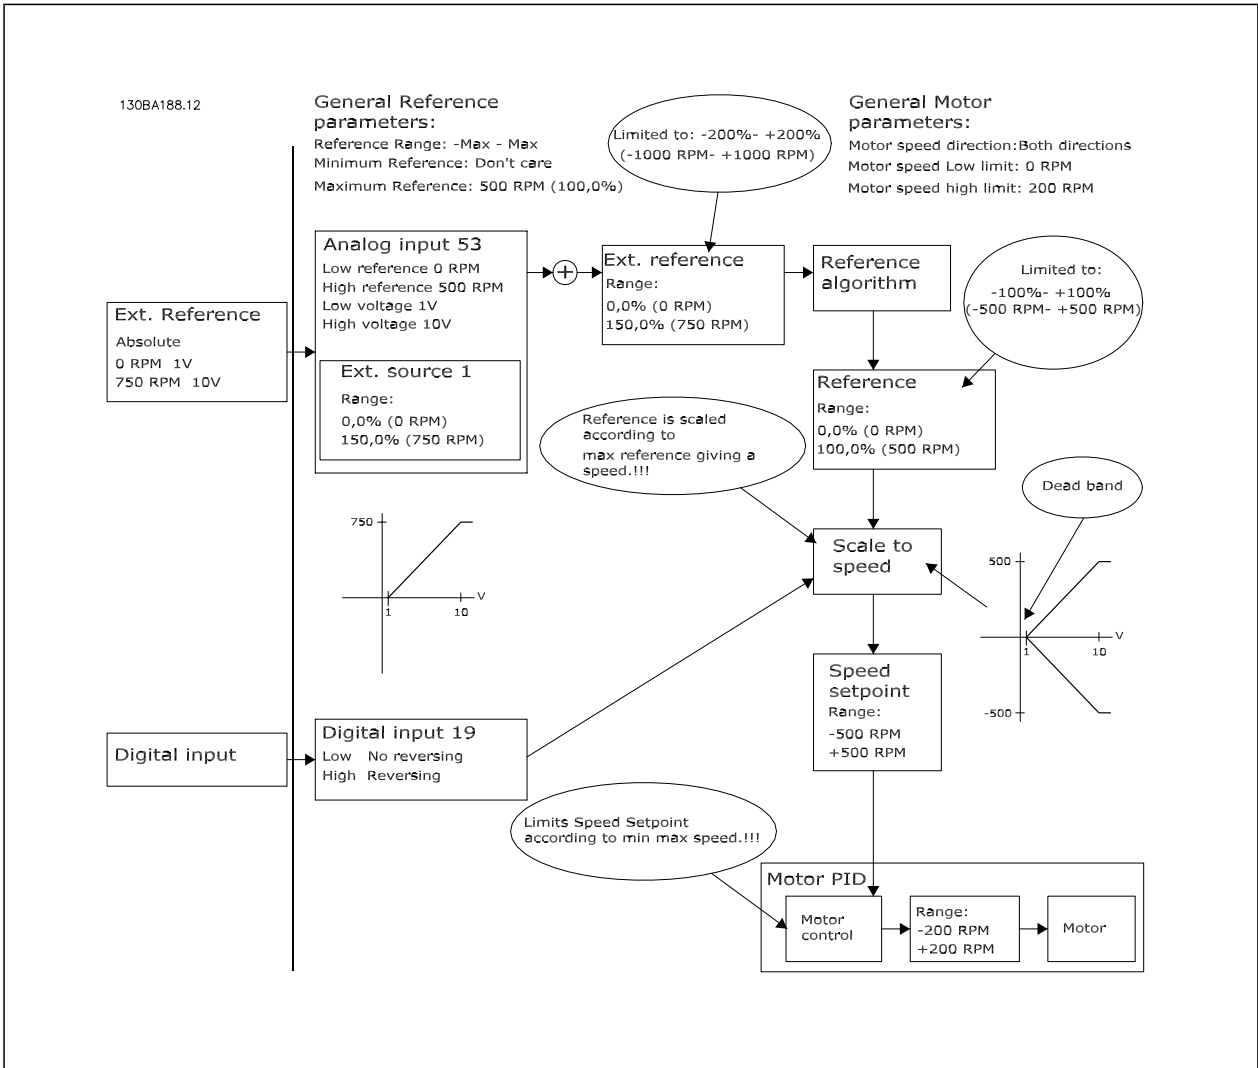 130BA188.12
General Reference
parameters:
Reference Range: -Max - Max
Minimum Reference: Don't care
Maximum Reference: 500 RPM (100,0%)
Limited to: -200%- +200%
(-1000 RPM- +1000 RPM)
General Motor
parameters:
Motor speed direction:Both directions
Motor speed Low limit: 0 RPM
Motor speed high limit: 200 RPM
Ext. Reference
Absolute
0 RPM 1V
750 RPM 10V
Analog input 53
Low reference 0 RPM
High reference 500 RPM
Low voltage 1V
High voltage 10V
Ext. source 1
Range:
0,0% (0 RPM)
150,0% (750 RPM)
+
Ext. reference
Range:
0,0% (0 RPM)
150,0% (750 RPM)
Reference
algorithm
Limited to:
-100%- +100%
(-500 RPM- +500 RPM)
Reference
Range:
0,0% (0 RPM)
100,0% (500 RPM)
Reference is scaled
according to
max reference giving a
speed.!!!
Dead band
750
V
1
10
Scale to
speed
500
V
1
10
-500
Speed
setpoint
Range:
-500 RPM
+500 RPM
Digital input
Digital input 19
Low No reversing
High Reversing
Limits Speed Setpoint
according to min max speed.!!!
Motor PID
Motor
control
Range:
-200 RPM
+200 RPM
Motor